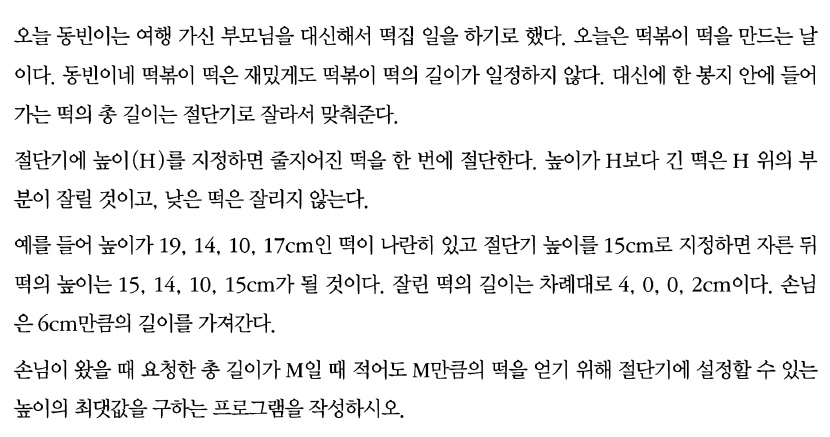 오늘 동빈이는 여행 가신 부모님을 대신해서 떡집 일을 하기로 했다. 오늘은 떡볶이 떡을 만드는 날
이다. 동빈이네 떡볶이 떡은 재밌게도 떡볶이 떡의 길이가 일정하지 않다. 대신에 한 봉지 안에 들어
가는 떡의 총 길이는 절단기로 잘라서 맞춰준다.
절단기에 높이(H)를 지정하면 줄지어진 떡을 한 번에 절단한다. 높이가 H보다 긴 떡은 H 위의 부
분이 잘릴 것이고, 낮은 떡은 잘리지 않는다.
예를 들어 높이가 19, 14, 10, 17cm인 떡이 나란히 있고 절단기 높이를 15cm로 지정하면 자른 뒤
떡의 높이는 15, 14, 10, 15cm가 될 것이다. 잘린 떡의 길이는 차례대로 4, 0, 0, 2cm이다. 손님
은 6cm만큼의 길이를 가져간다.
손님이 왔을 때 요청한 총 길이가 M일 때 적어도 M만큼의 떡을 얻기 위해 절단기에 설정할 수 있는
높이의 최댓값을 구하는 프로그램을 작성하시오.